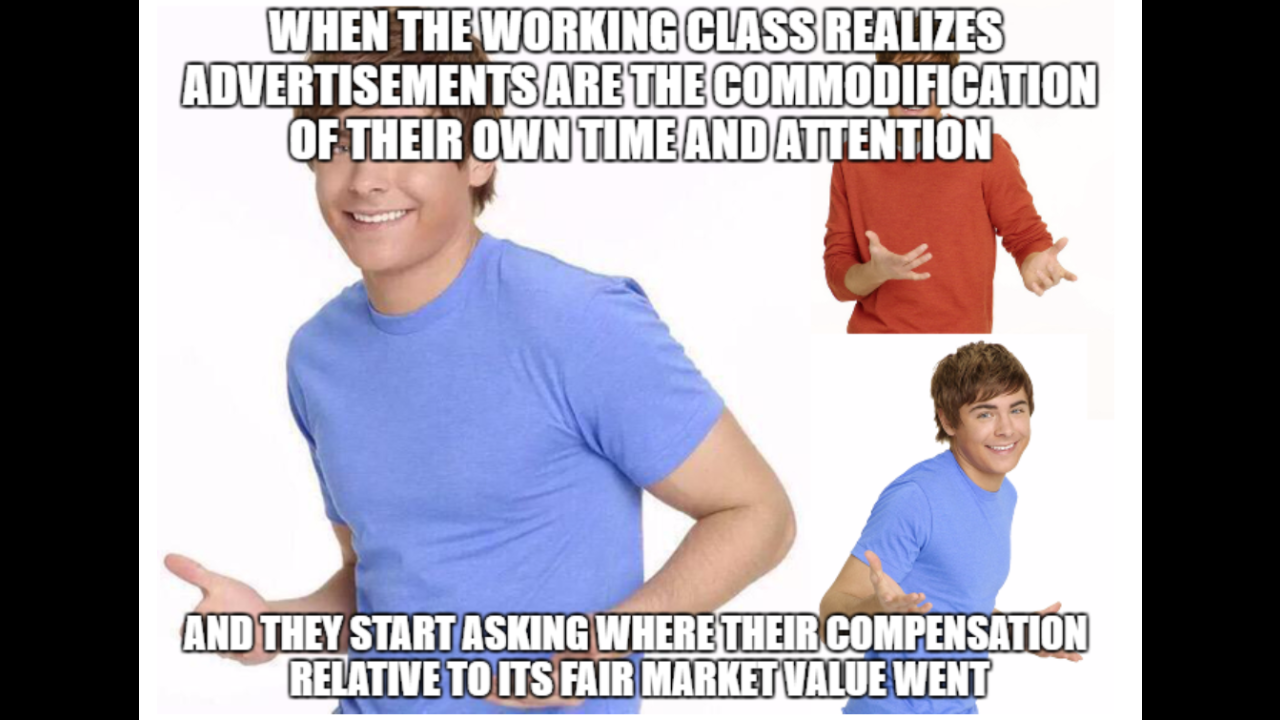 WHEN THE WORKING CLASS REALIZES
ADVERTISEMENTS ARE THE COMMODIFICATION
OF THEIR OWN TIME AND ATTENTION
AND THEY START ASKING WHERE THEIR COMPENSATION
RELATIVE TO ITS FAIR MARKET VALUE WENT